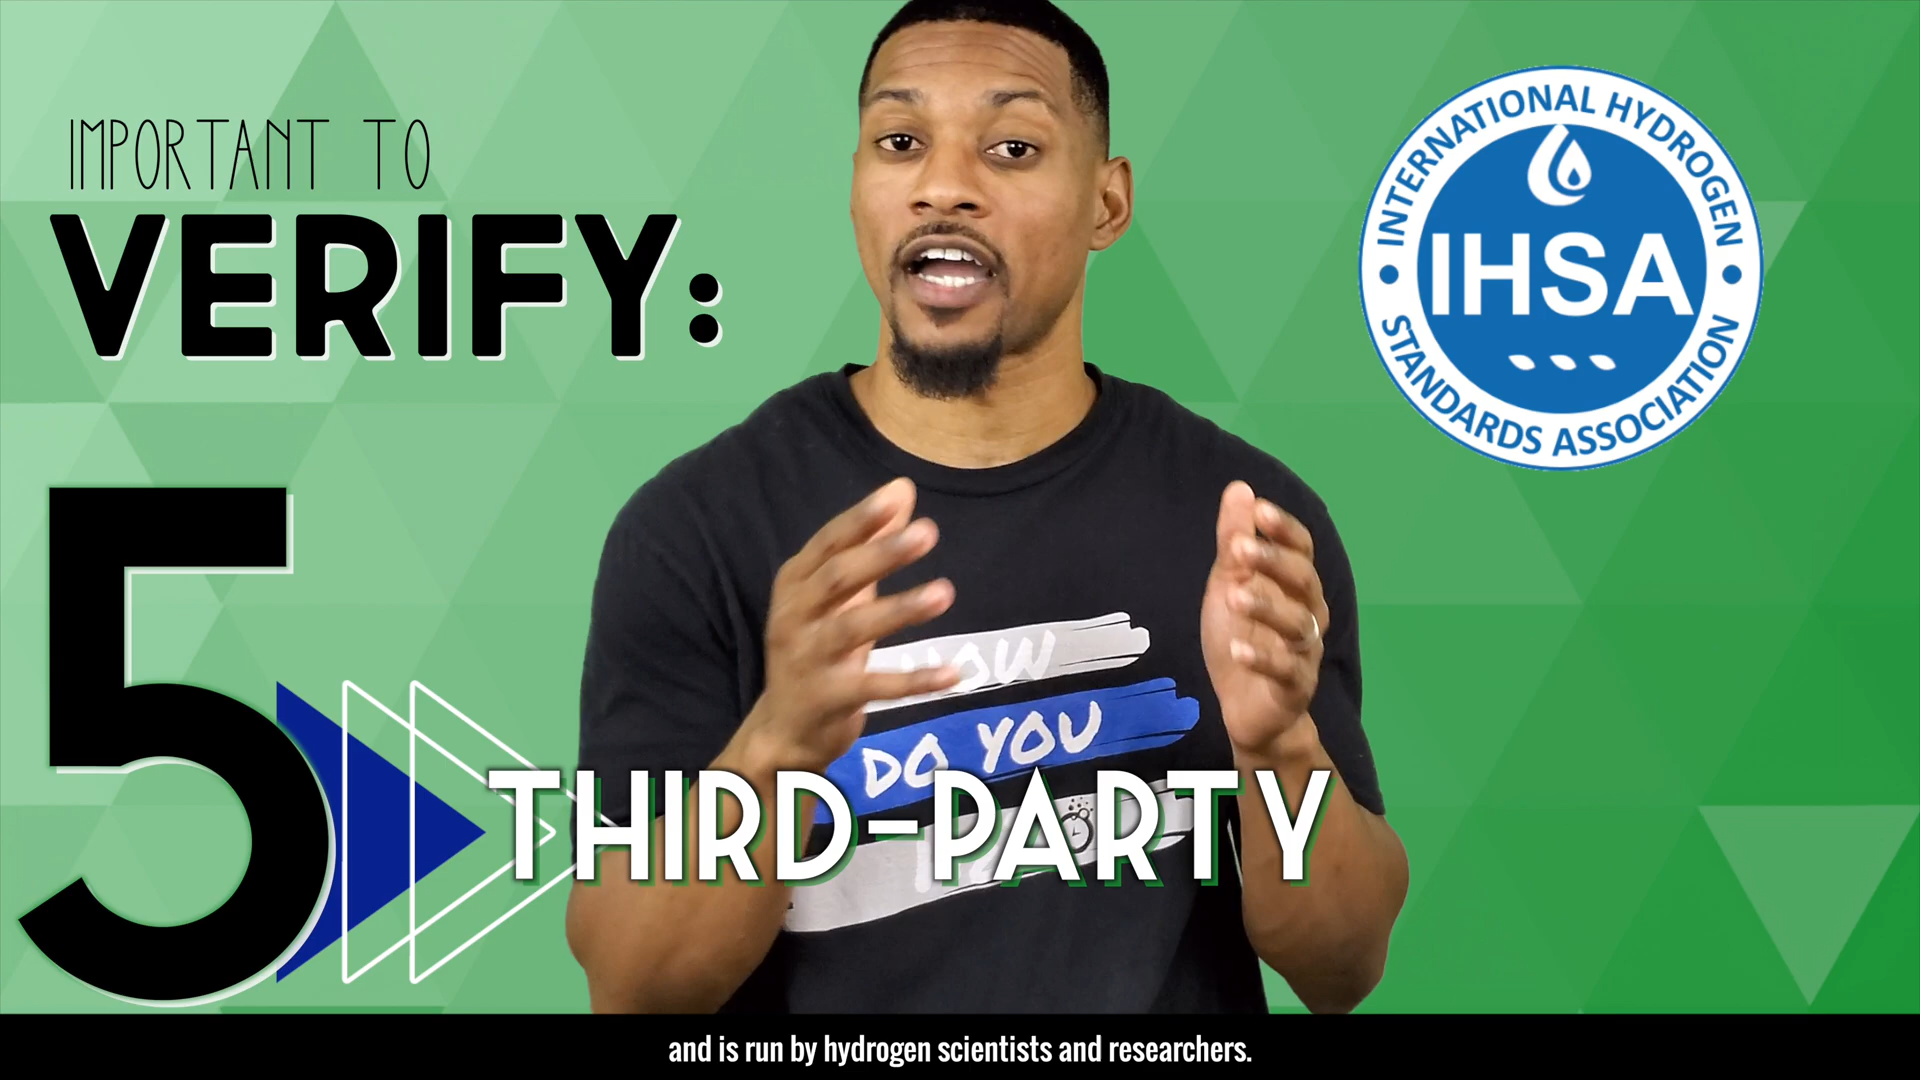 IMPORTANT TO
VERIFY:
INTERNATIONAL HYDROGEN
IHSA
STANDARDS ASSOCIATION
5
DO YOU
THIRD-PARTY
and is run by hydrogen scientists and researchers.